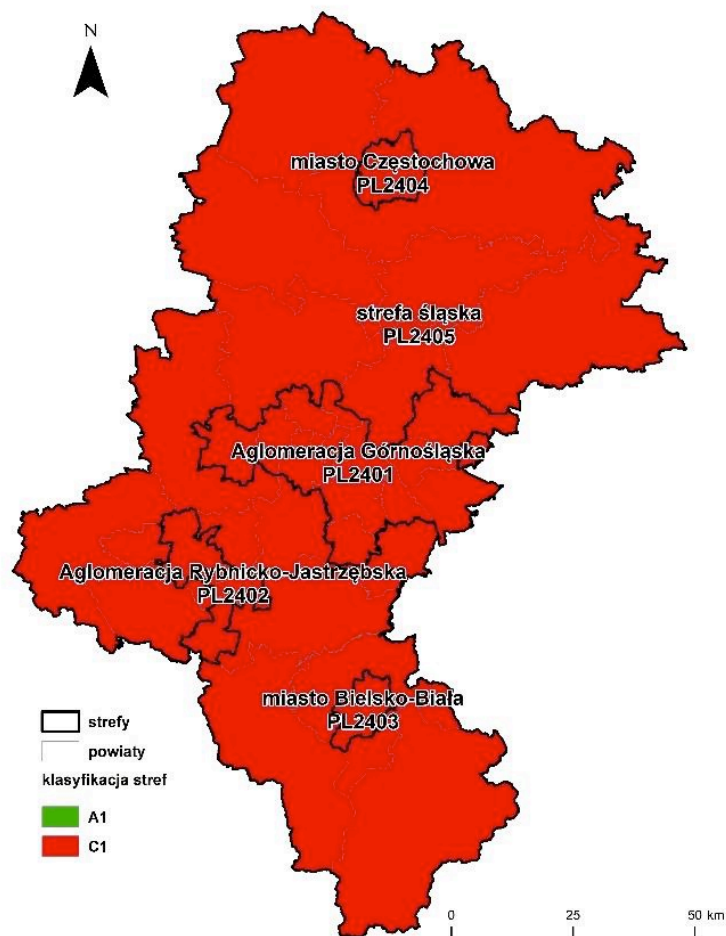 N
miasto Częstochowa
PL2404
strefa śląska
PL2405
Aglomeracja Górnośląska
PL2401
Aglomeracja Rybnicko-Jastrzębska
PL2402
miasto Bielsko-Biała
PL2403
strefy
powiaty
klasyfikacja stref
A1
C1
0 25 50 km